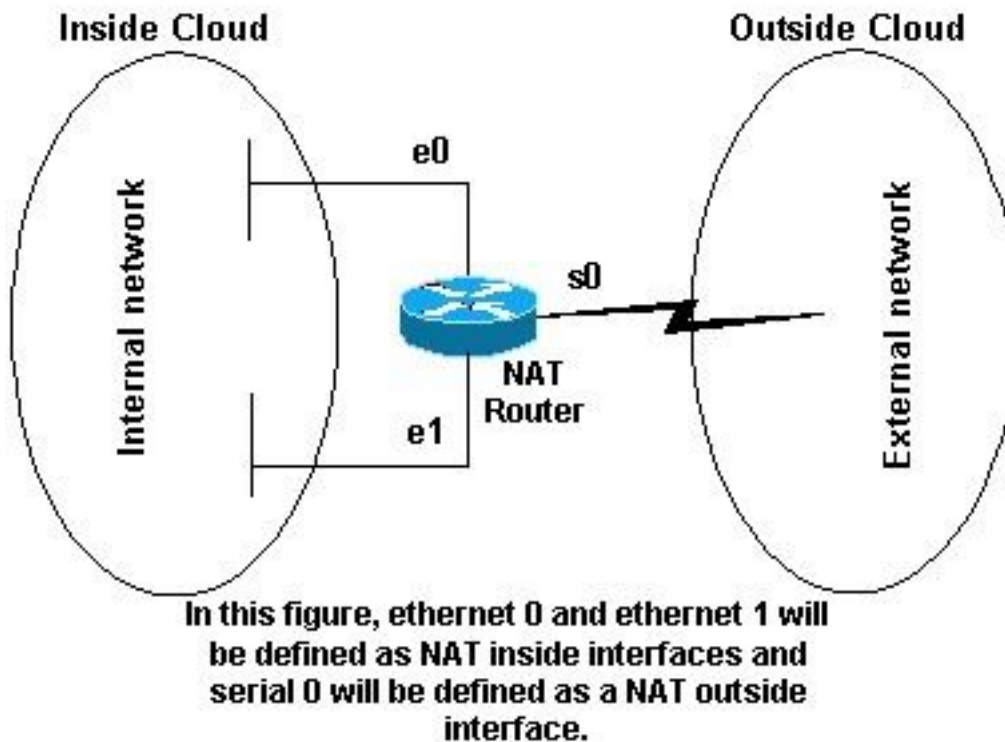 Inside Cloud
Outside Cloud
Internal network
e0
s0
NAT
Router
e1
External network
In this figure, ethernet 0 and ethernet 1 will
be defined as NAT inside interfaces and
serial 0 will be defined as a NAT outside
interface.